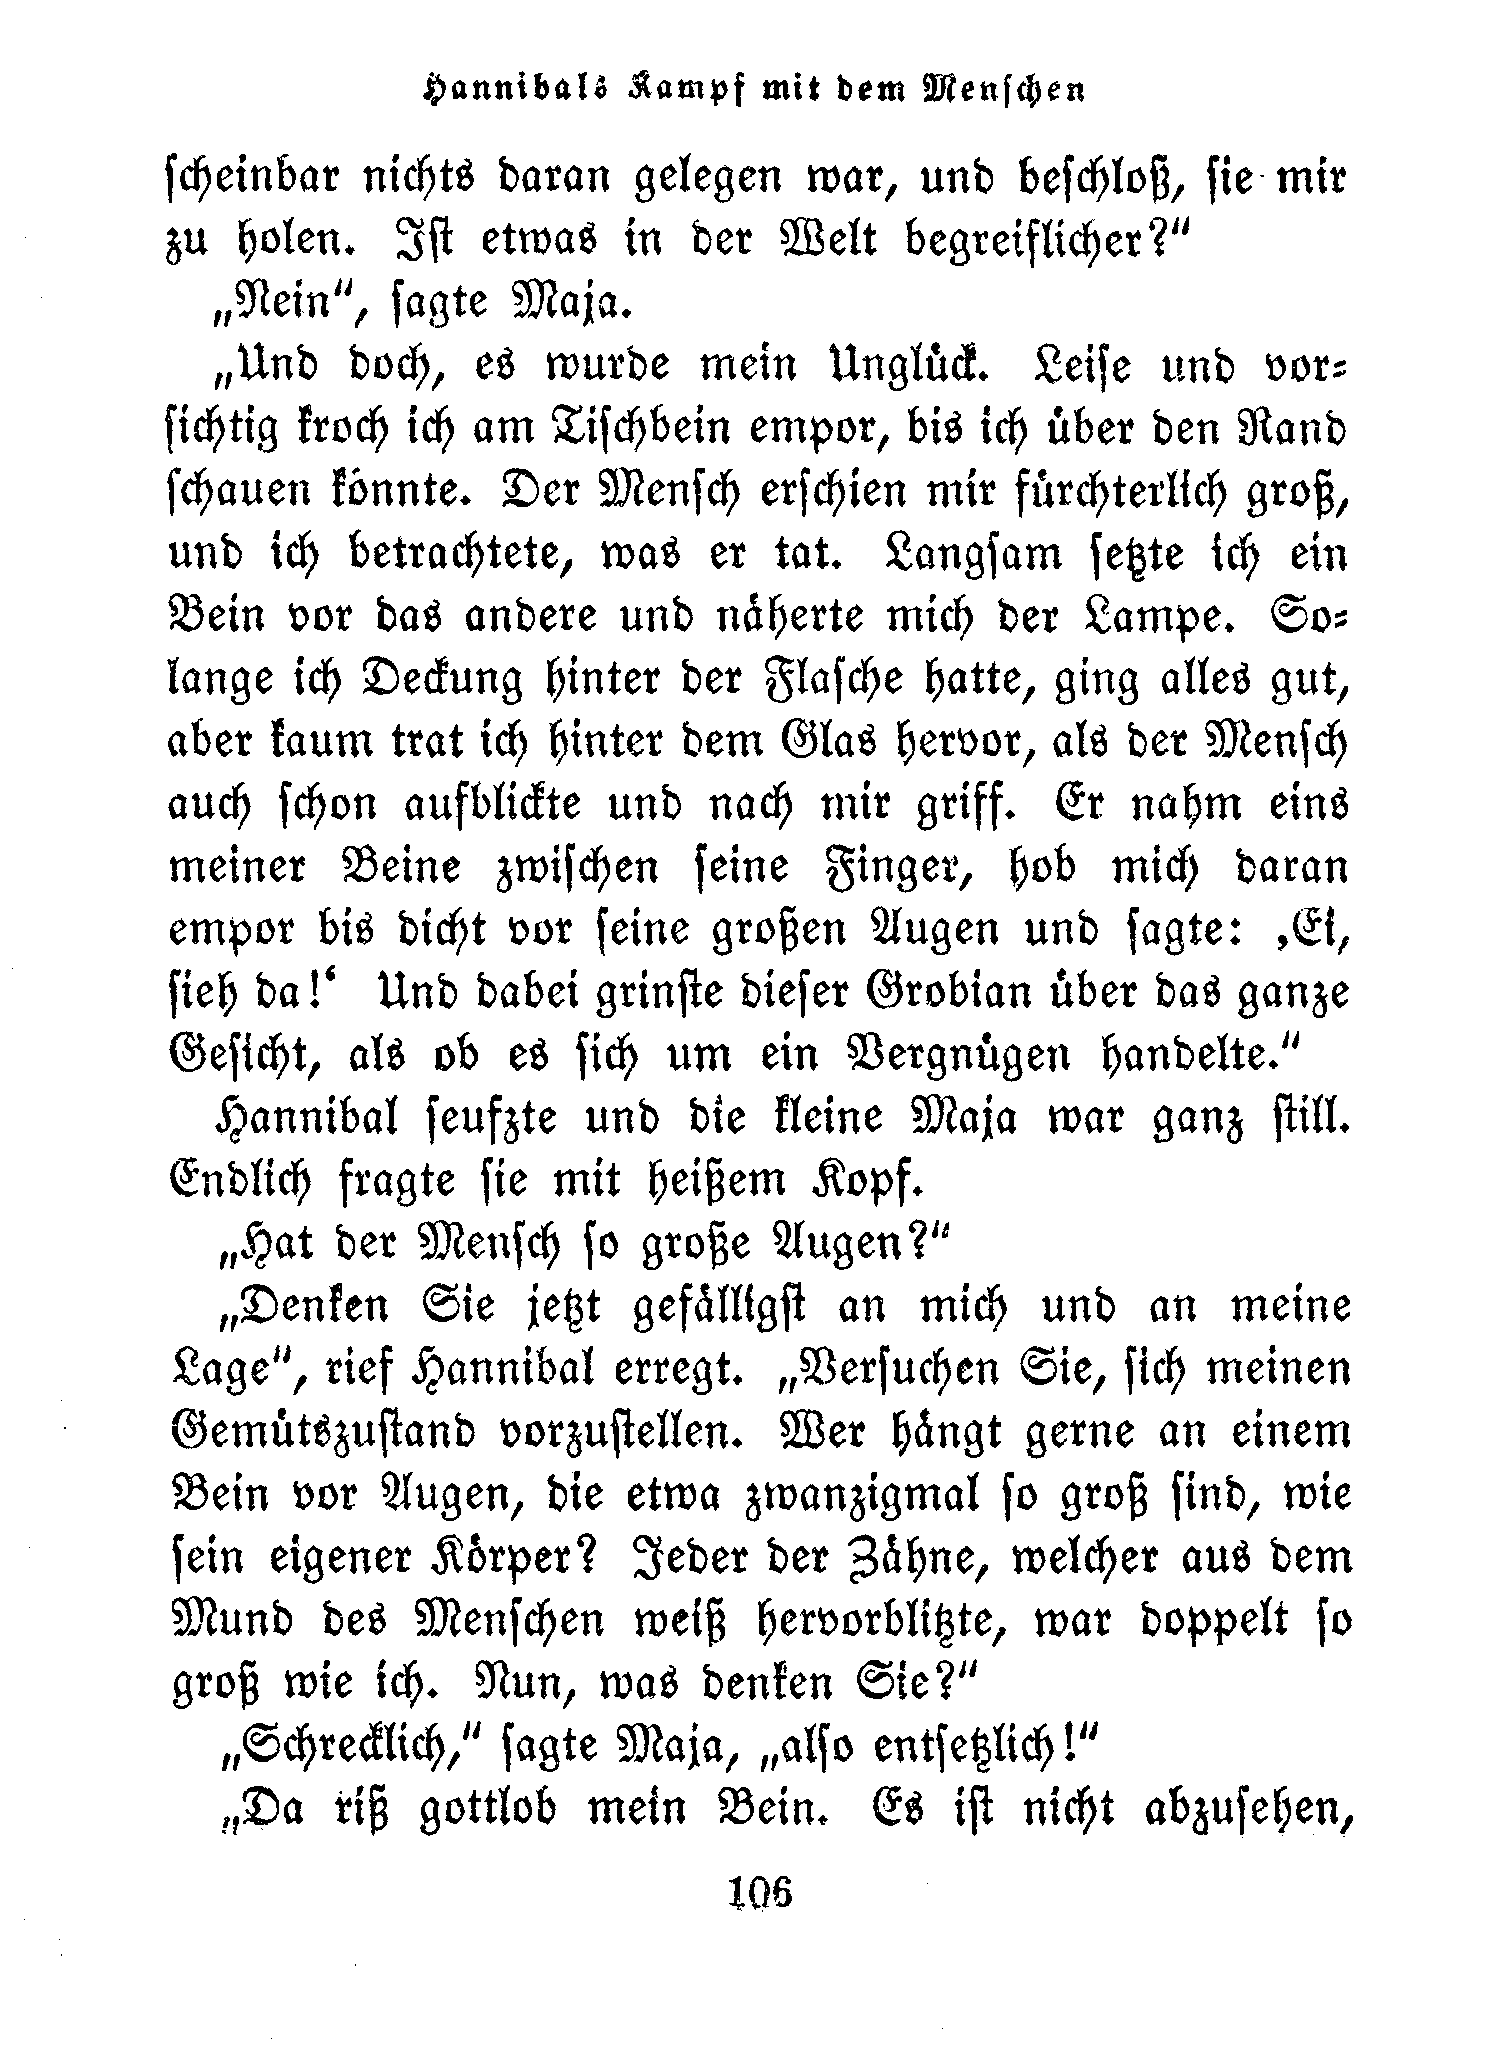 Hannibals Kampf mit dem Menschen
scheinbar nichts daran gelegen war, und beschloß, sie mir
zu holen. Ist etwas in der Welt begreiflicher?“
„Nein“, sagte Maja.
„Und doch, es wurde mein Unglück. Leise und vor-
sichtig kroch ich am Tischbein empor, bis ich über den Rand
schauen könnte. Der Mensch erschien mir fürchterlich groß,
und ich betrachtete, was er tat. Langsam setzte ich ein
Bein vor das andere und näherte mich der Lampe. So-
lange ich Deckung hinter der Flasche hatte, ging alles gut,
aber kaum trat ich hinter dem Glas hervor, als der Mensch
auch schon aufblickte und nach mir griff. Er nahm eins
meiner Beine zwischen seine Finger, hob mich daran
empor bis dicht vor seine großen Augen und sagte: ‚Ei,
sieh da!‘ Und dabei grinste dieser Grobian über das ganze
Gesicht, als ob es sich um ein Vergnügen handelte.“
Hannibal seufzte und die kleine Maja war ganz still.
Endlich fragte sie mit heißem Kopf.
„Hat der Mensch so große Augen?“
„Denken Sie jetzt gefälligst an mich und an meine
Lage“, rief Hannibal erregt. „Versuchen Sie, sich meinen
Gemütszustand vorzustellen. Wer hängt gerne an einem
Bein vor Augen, die etwa zwanzigmal so groß sind, wie
sein eigener Körper? Jeder der Zähne, welcher aus dem
Mund des Menschen weiß hervorblitzte, war doppelt so
groß wie ich. Nun, was denken Sie?“
„Schrecklich,“ sagte Maja, „also entsetzlich!“
„Da riß gottlob mein Bein. Es ist nicht abzusehen,
106